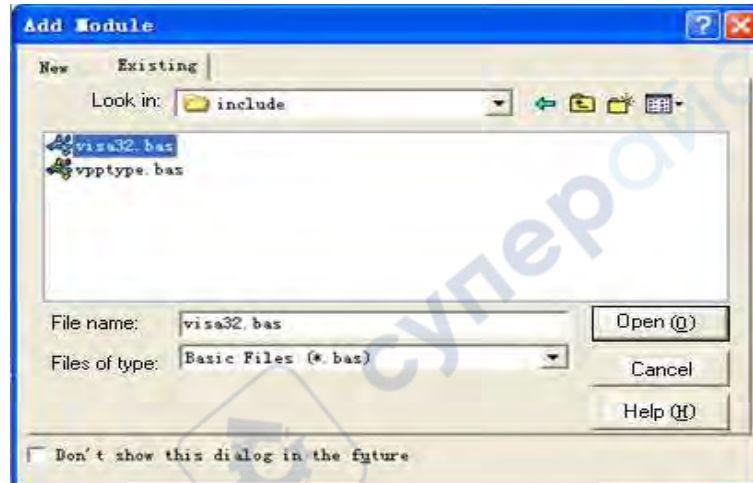 Add Module
New Existing
Look in: include
visa32.bas
vpptype.bas
File name: visa32.bas Open (O)
Files of type: Basic Files (*.bas)
Cancel
Help (H)
Don't show this dialog in the future
супер